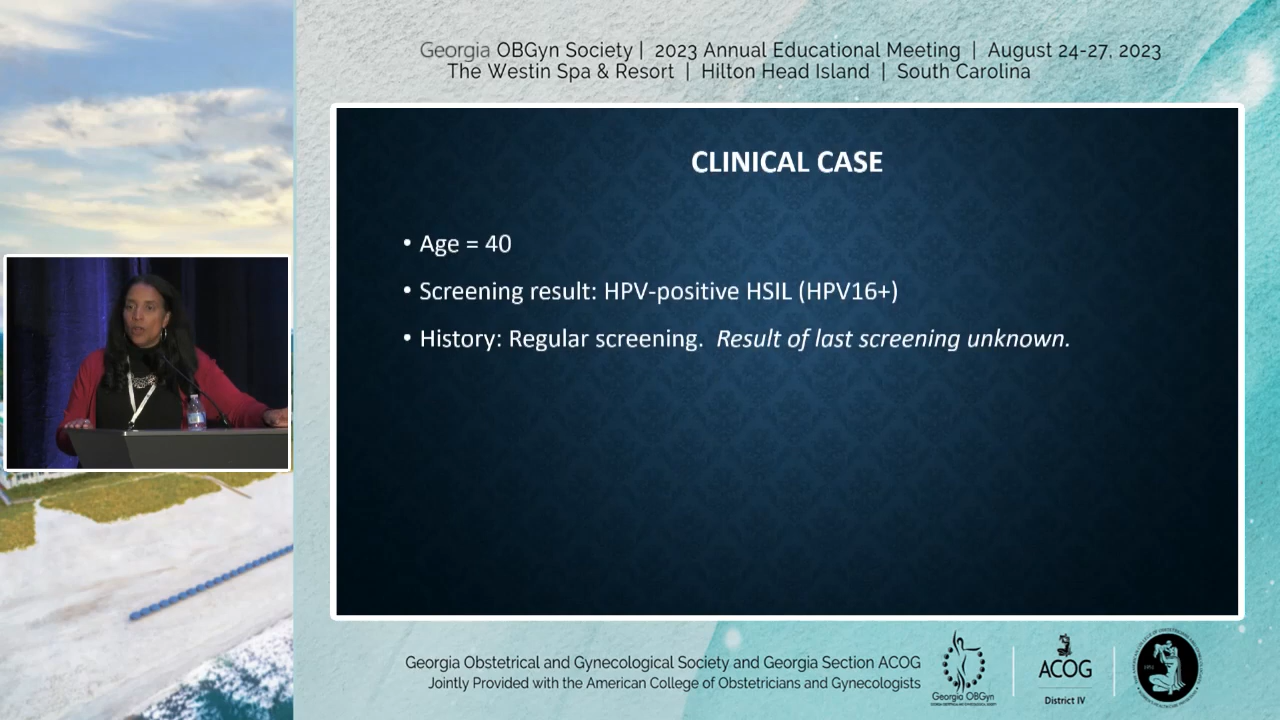 Georgia OBGyn Society | 2023 Annual Educational Meeting | August 24-27, 2023
The Westin Spa & Resort | Hilton Head Island | South Carolina
CLINICAL CASE
• Age = 40
• Screening result: HPV-positive HSIL (HPV16+)
• History: Regular screening. Result of last screening unknown.
Georgia Obstetrical and Gynecological Society and Georgia Section ACOG
Jointly Provided with the American College of Obstetricians and Gynecologists
Georgia OBGyn
ACOG
District IV